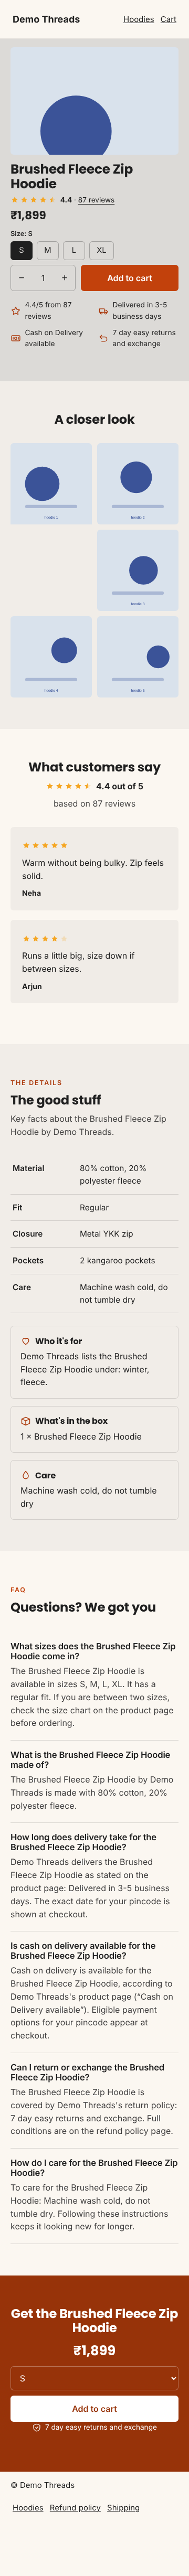 Demo Threads
Hoodies Cart
Brushed Fleece Zip
Hoodie
4.4 · 87 reviews
₹1,899
Size: S
S M L XL
− 1 + Add to cart
4.4/5 from 87
reviews
Delivered in 3-5
business days
Cash on Delivery
available
7 day easy returns
and exchange
A closer look
hoodie 1
hoodie 2
hoodie 3
hoodie 4
hoodie 5
What customers say
4.4 out of 5
based on 87 reviews
Warm without being bulky. Zip feels
solid.
Neha
Runs a little big, size down if
between sizes.
Arjun
THE DETAILS
The good stuff
Key facts about the Brushed Fleece Zip
Hoodie by Demo Threads.
Material 80% cotton, 20%
polyester fleece
Fit Regular
Closure Metal YKK zip
Pockets 2 kangaroo pockets
Care Machine wash cold, do
not tumble dry
Who it's for
Demo Threads lists the Brushed
Fleece Zip Hoodie under: winter,
fleece.
What's in the box
1 × Brushed Fleece Zip Hoodie
Care
Machine wash cold, do not tumble
dry
FAQ
Questions? We got you
What sizes does the Brushed Fleece Zip
Hoodie come in?
The Brushed Fleece Zip Hoodie is
available in sizes S, M, L, XL. It has a
regular fit. If you are between two sizes,
check the size chart on the product page
before ordering.
What is the Brushed Fleece Zip Hoodie
made of?
The Brushed Fleece Zip Hoodie by Demo
Threads is made with 80% cotton, 20%
polyester fleece.
How long does delivery take for the
Brushed Fleece Zip Hoodie?
Demo Threads delivers the Brushed
Fleece Zip Hoodie as stated on the
product page: Delivered in 3-5 business
days. The exact date for your pincode is
shown at checkout.
Is cash on delivery available for the
Brushed Fleece Zip Hoodie?
Cash on delivery is available for the
Brushed Fleece Zip Hoodie, according to
Demo Threads's product page ("Cash on
Delivery available"). Eligible payment
options for your pincode appear at
checkout.
Can I return or exchange the Brushed
Fleece Zip Hoodie?
The Brushed Fleece Zip Hoodie is
covered by Demo Threads's return policy:
7 day easy returns and exchange. Full
conditions are on the refund policy page.
How do I care for the Brushed Fleece Zip
Hoodie?
To care for the Brushed Fleece Zip
Hoodie: Machine wash cold, do not
tumble dry. Following these instructions
keeps it looking new for longer.
Get the Brushed Fleece Zip
Hoodie
₹1,899
S
Add to cart
7 day easy returns and exchange
© Demo Threads
Hoodies Refund policy Shipping